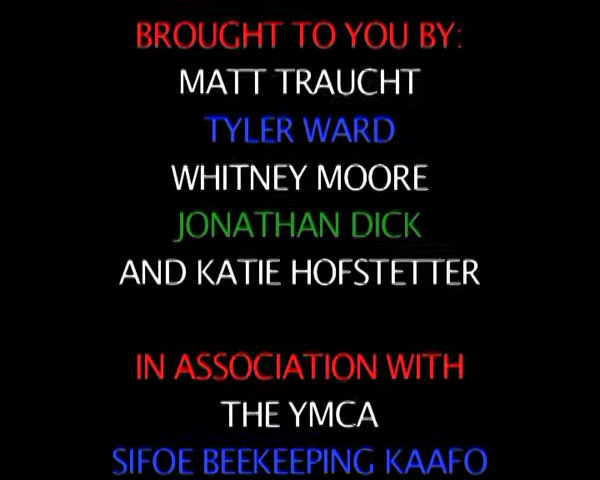 BROUGHT TO YOU BY:
MATT TRAUCHT
TYLER WARD
WHITNEY MOORE
JONATHAN DICK
AND KATIE HOFSTETTER
IN ASSOCIATION WITH
THE YMCA
SIFOE BEEKEEPING KAAFO